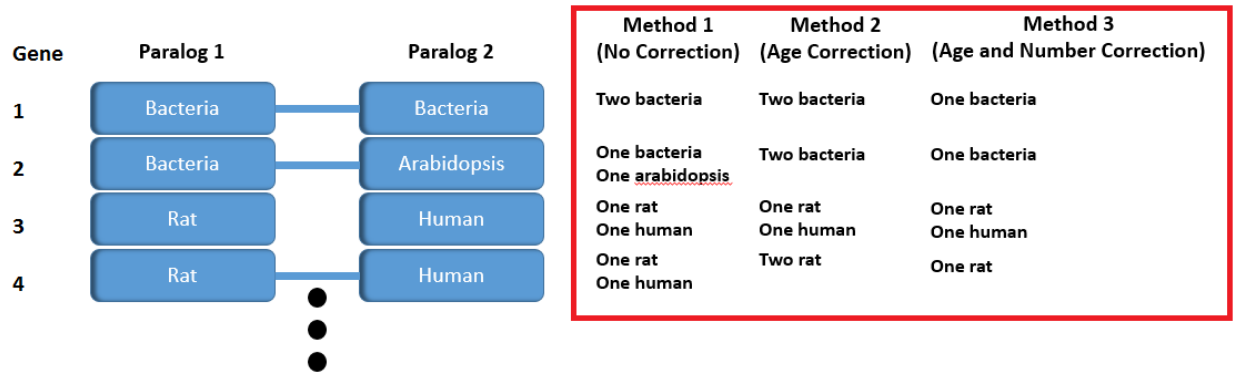 Gene Paralog 1 Paralog 2
Method 1 Method 2 Method 3
(No Correction) (Age Correction) (Age and Number Correction)
1 Bacteria Bacteria
Two bacteria Two bacteria One bacteria
2 Bacteria Arabidopsis
One bacteria Two bacteria One bacteria
One arabidopsis
3 Rat Human
One rat One rat One rat
One human One human One human
4 Rat Human
One rat Two rat One rat
One human